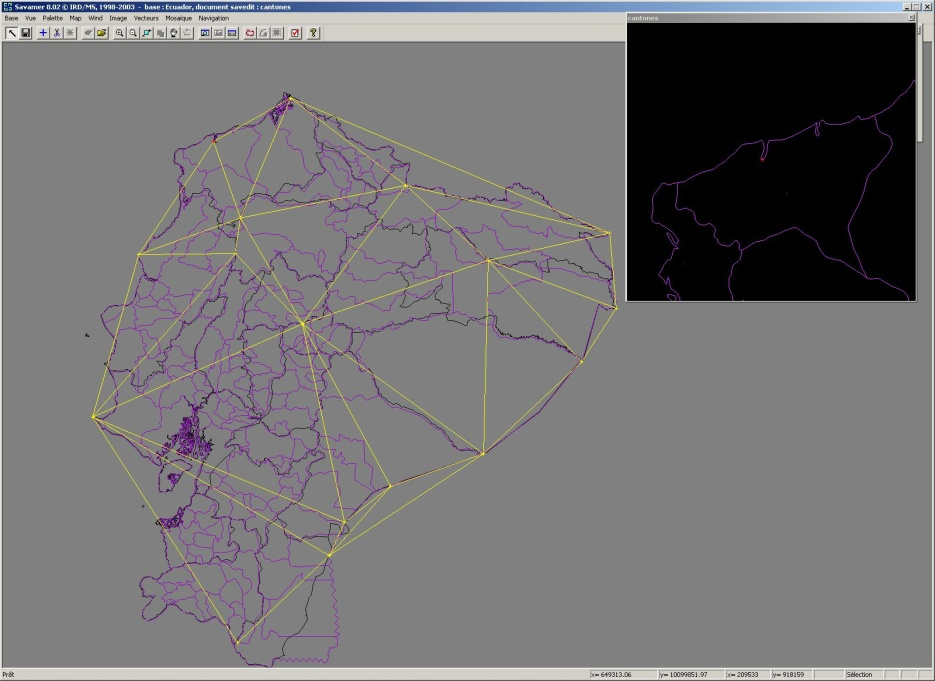 Savamer 8.02 © IRD/MS, 1998-2003 - base : Ecuador, document savedit : cantones
Base Vue Palette Map Wind Image Vecteurs Mosaïque Navigation
cantones
Prêt
x= 649313.06 y= 10099851.97 x= 209533 y= 918159 Sélection